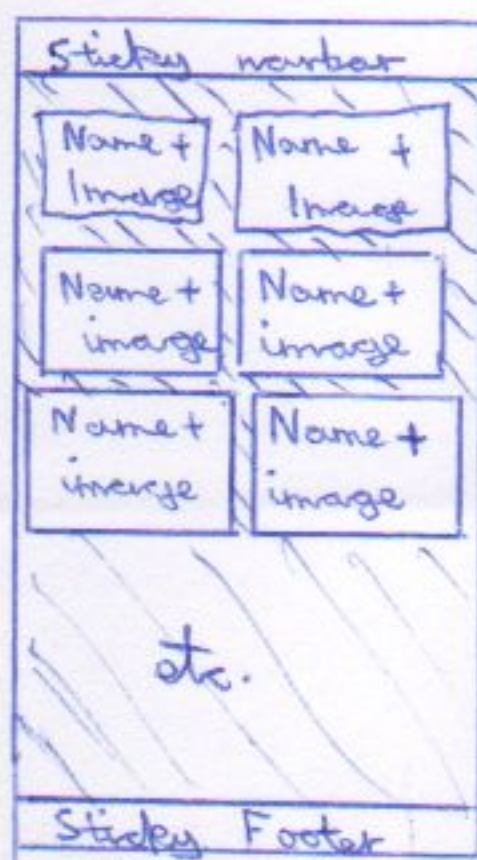 Sticky navbar
Name +
Image
Name +
Image
Name +
image
Name +
image
Name +
image
Name +
image
etc.
Sticky Footer